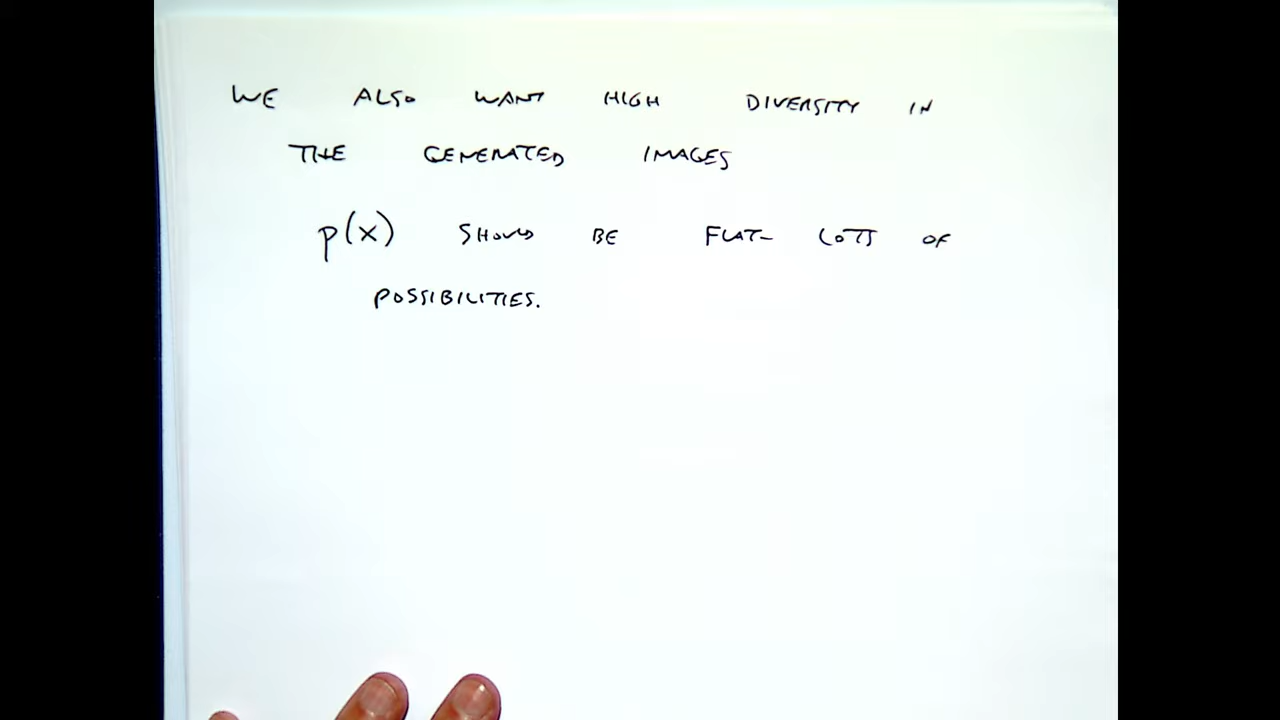 WE ALSO WANT HIGH DIVERSITY IN
THE GENERATED IMAGES
p(x) SHOULD BE FLAT- LOTS OF
POSSIBILITIES.